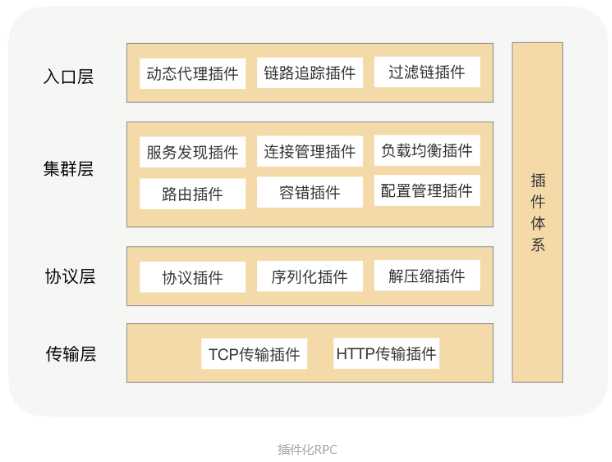 入口层
动态代理插件
链路追踪插件
过滤链插件
集群层
服务发现插件
连接管理插件
负载均衡插件
路由插件
容错插件
配置管理插件
协议层
协议插件
序列化插件
解压缩插件
传输层
TCP传输插件
HTTP传输插件
插件体系
插件化RPC